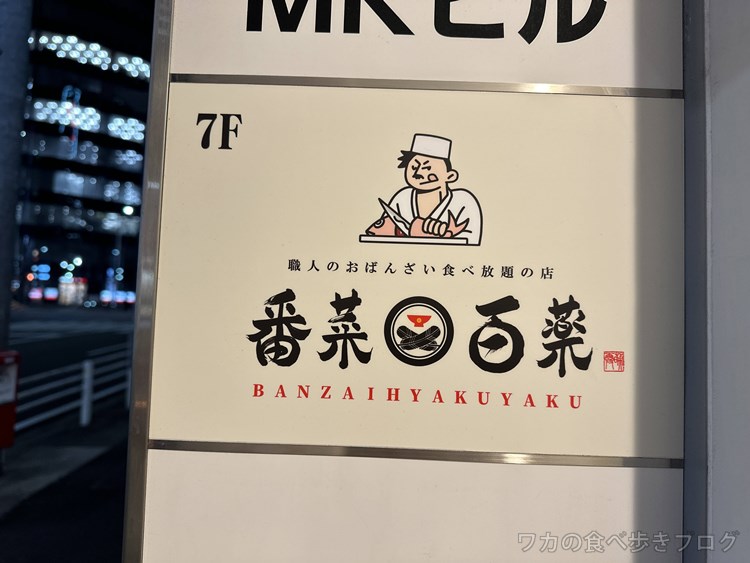 MKビル
7F
職人のおばんざい食べ放題の店
番菜百薬
BANZAIHYAKUYAKU
ワカの食べ歩きブログ